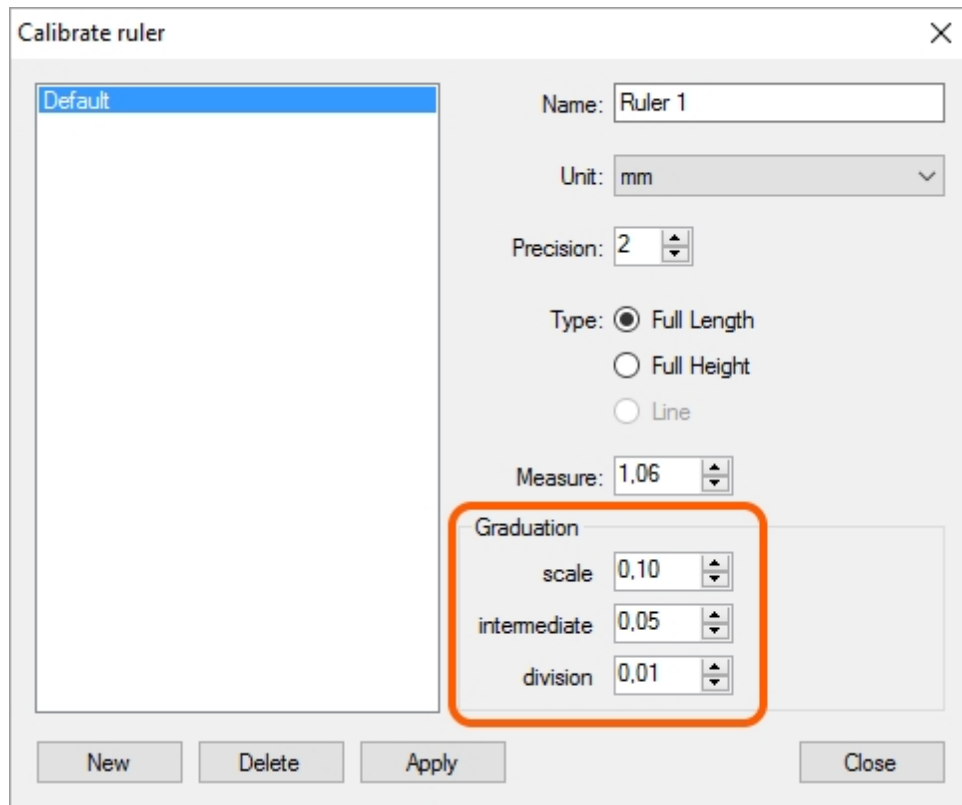 Calibrate ruler
Default
Name: Ruler 1
Unit: mm
Precision: 2
Type: Full Length
Full Height
Line
Measure: 1,06
Graduation
scale 0,10
intermediate 0,05
division 0,01
New Delete Apply Close